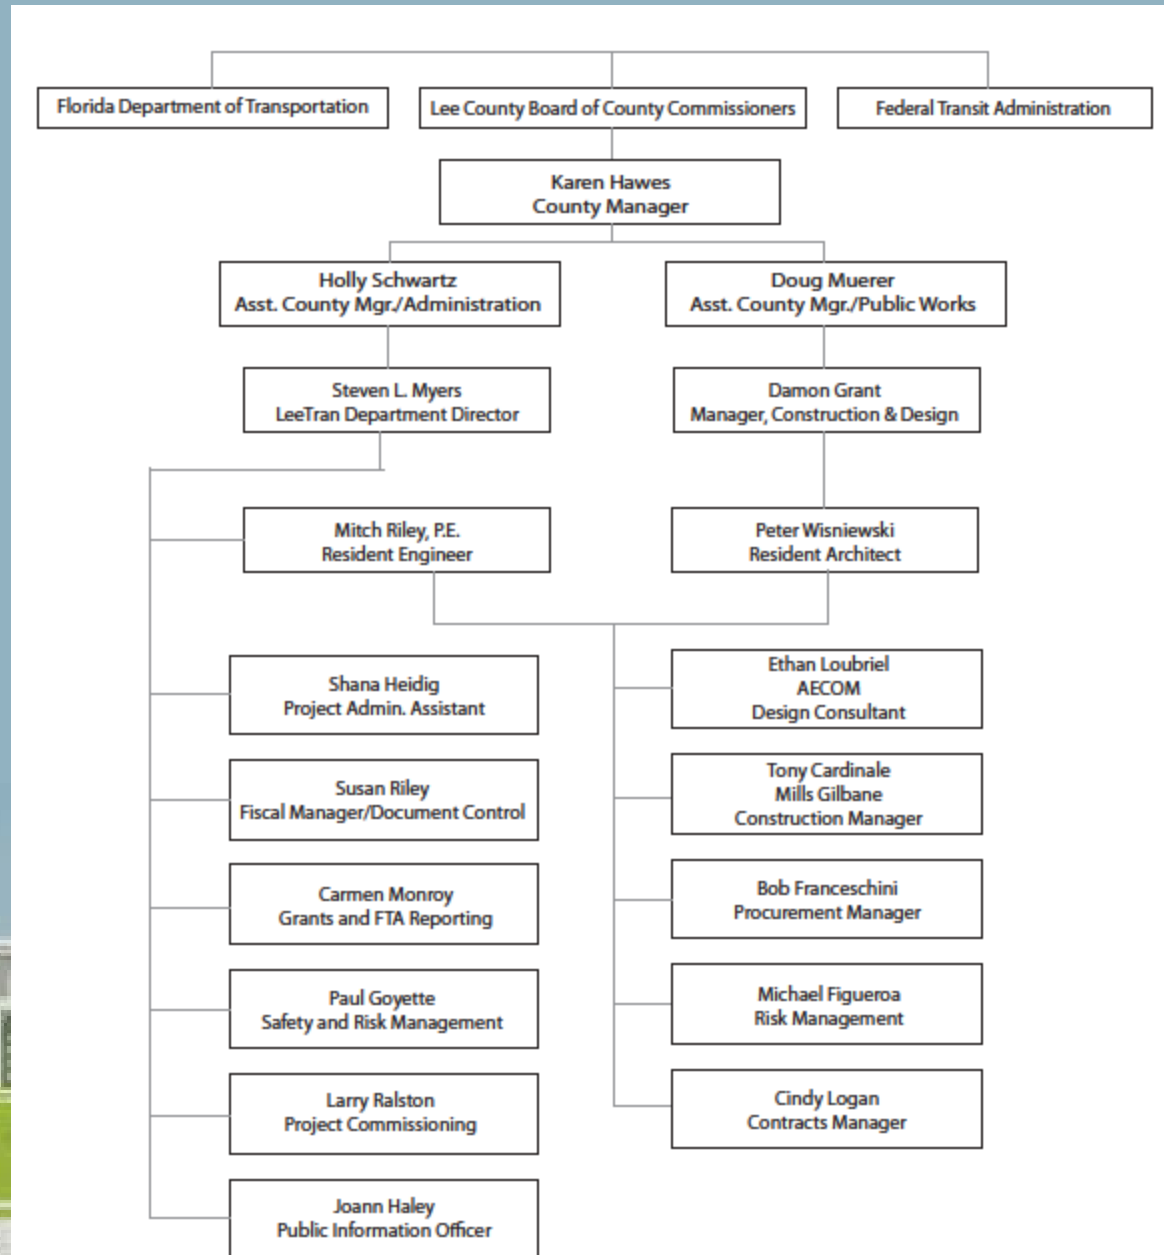 Florida Department of Transportation
Lee County Board of County Commissioners
Federal Transit Administration
Karen Hawes
County Manager
Holly Schwartz
Asst. County Mgr./Administration
Doug Muerer
Asst. County Mgr./Public Works
Steven L. Myers
LeeTran Department Director
Damon Grant
Manager, Construction & Design
Mitch Riley, P.E.
Resident Engineer
Peter Wisniewski
Resident Architect
Shana Heidig
Project Admin. Assistant
Ethan Loubriel
AECOM
Design Consultant
Susan Riley
Fiscal Manager/Document Control
Tony Cardinale
Mills Gilbane
Construction Manager
Carmen Monroy
Grants and FTA Reporting
Bob Franceschini
Procurement Manager
Paul Goyette
Safety and Risk Management
Michael Figueroa
Risk Management
Larry Ralston
Project Commissioning
Cindy Logan
Contracts Manager
Joann Haley
Public Information Officer